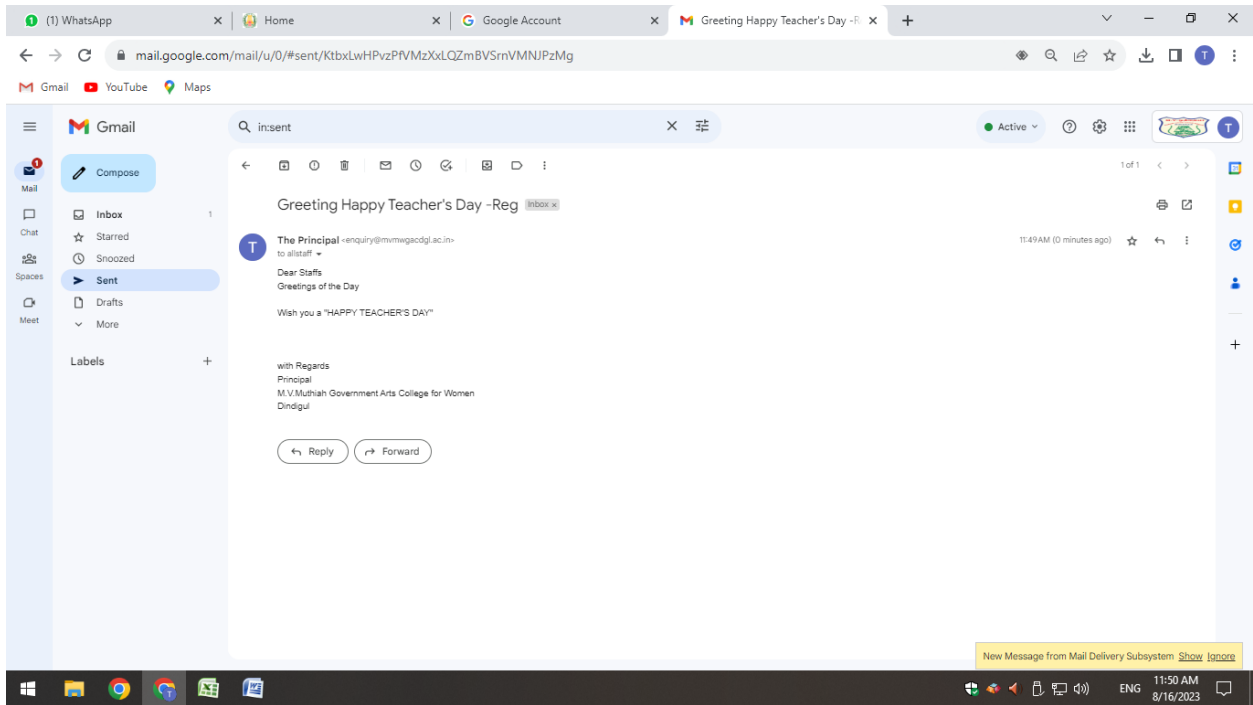 (1) WhatsApp
Home
Google Account
Greeting Happy Teacher's Day -R
mail.google.com/mail/u/0/#sent/KtbxLwHPvzPfVMzXxLQZmBVSrnVMNJPzMg
T
Gmail
YouTube
Maps
Gmail
in:sent
Active
T
1
Mail
Chat
Spaces
Meet
Compose
Inbox 1
Starred
Snoozed
Sent
Drafts
More
Labels
1 of 1
Greeting Happy Teacher's Day -Reg Inbox x
T
The Principal <enquiry@mvmwgacdgl.ac.in>
11:49 AM (0 minutes ago)
to allstaff
Dear Staffs
Greetings of the Day
Wish you a "HAPPY TEACHER'S DAY"
with Regards
Principal
M.V.Muthiah Government Arts College for Women
Dindigul
Reply
Forward
New Message from Mail Delivery Subsystem Show Ignore
ENG
11:50 AM
8/16/2023